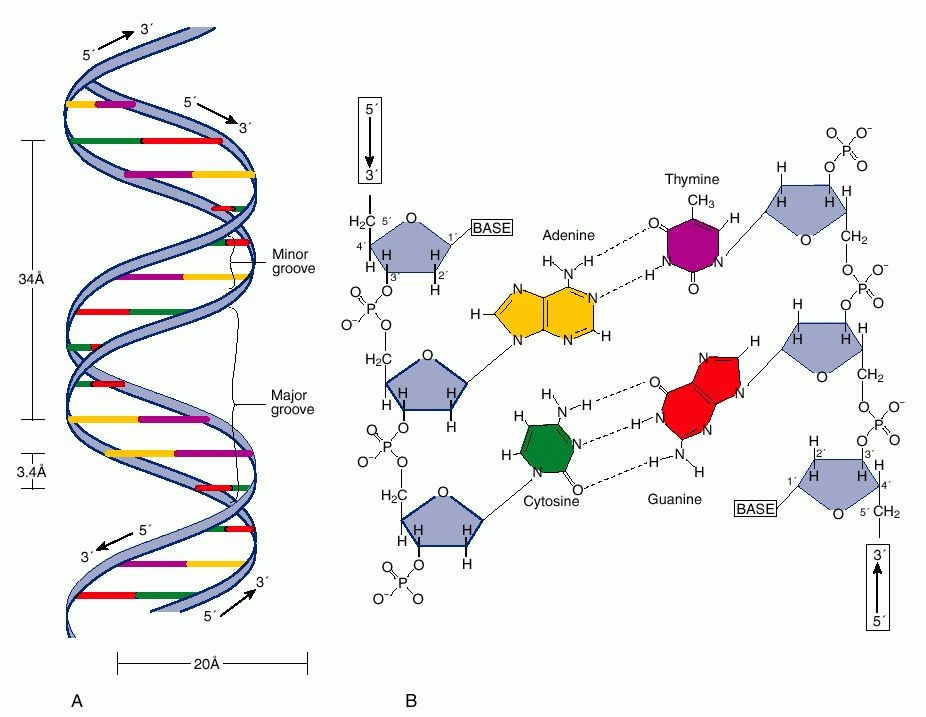 5´ 3´
5´ 3´
34Å
Minor
groove
Major
groove
3.4Å
5´
3´
3´
5´
20Å
A
5´
3´
H₂C 5´ O
4´ 1´ BASE
H H H
H 3´ 2´
O H
O P
O⁻ O
H₂C O
H H H
H
O H
O P
O⁻ O
H₂C O
H H H
H
O H
O P
O⁻ O
Adenine
H H
N
N N
H
N N H
H H
N
H
N
H
N O
Cytosine
Thymine
CH₃
O H
H N N
O
N H
O
H N N
N
H N H
Guanine
O O⁻
P
O O
H H H
O
CH₂
O O⁻
P
O O
H H H
H
O
CH₂
O O⁻
P
O O
H
2´ H 3´ H
1´ 4´
BASE
O 5´ CH₂
3´
5´
B